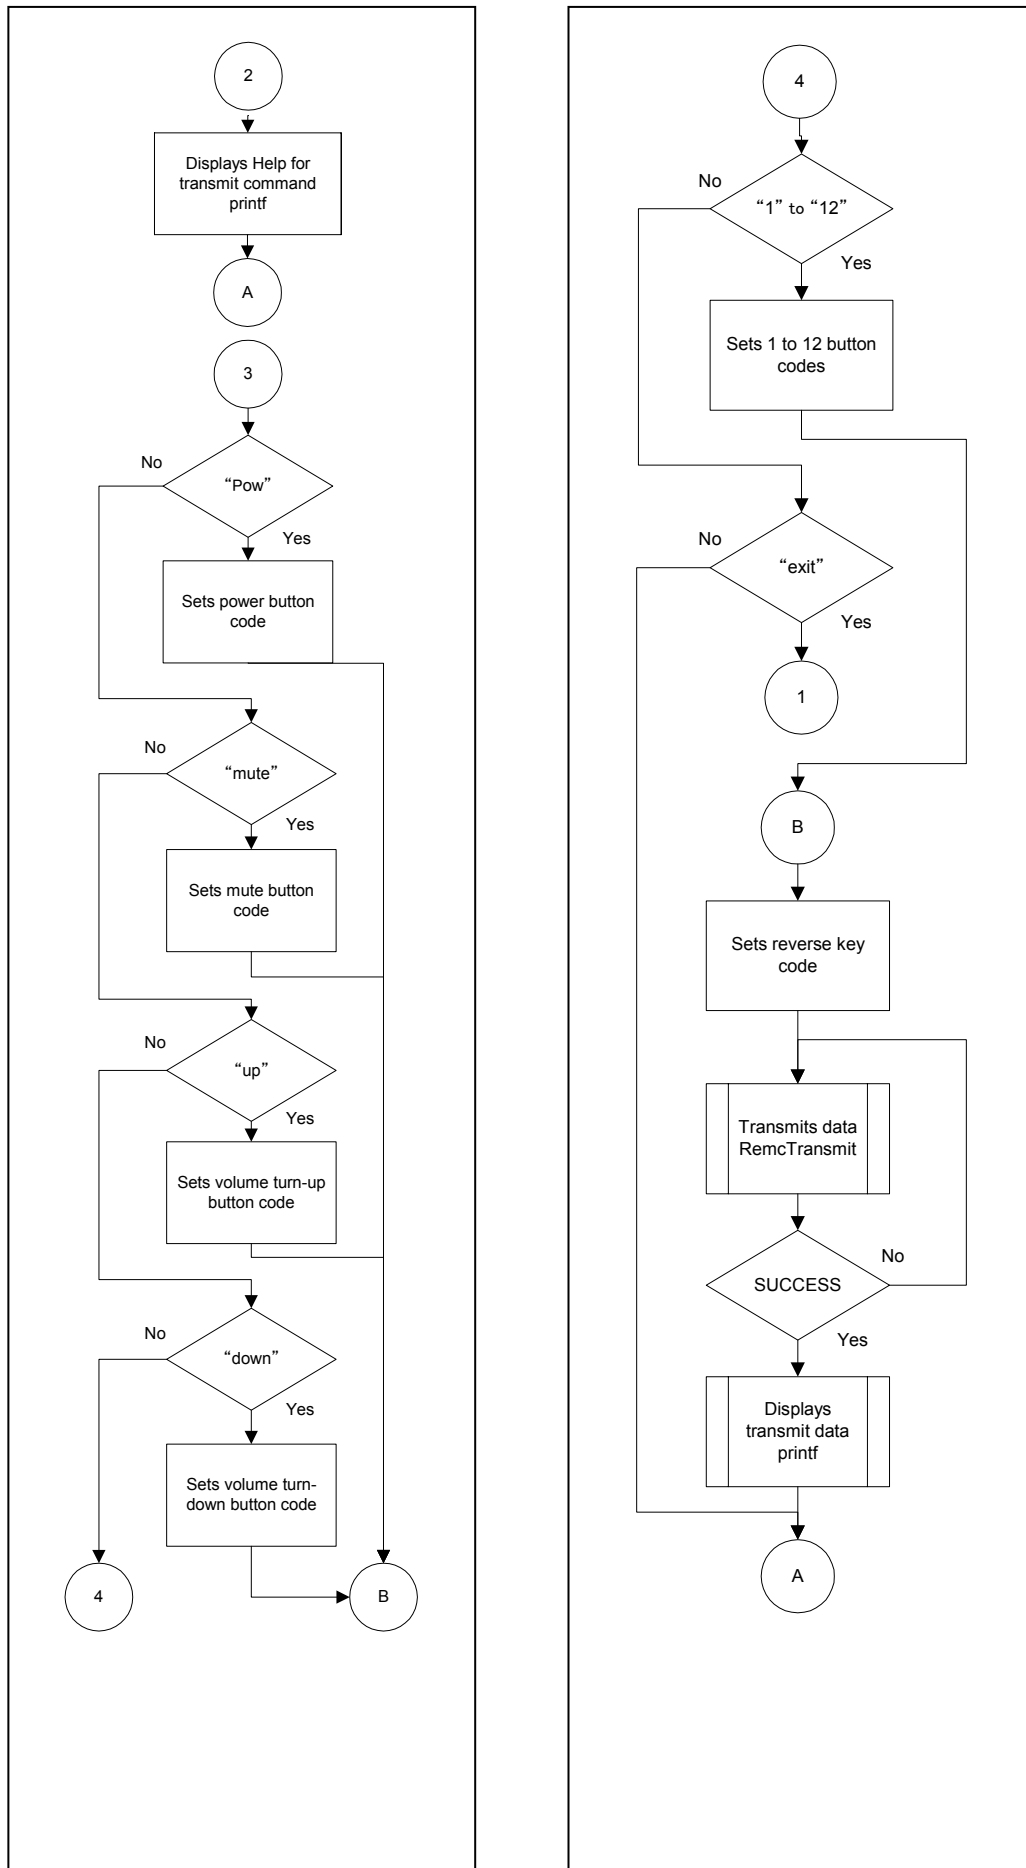 2
Displays Help for
transmit command
printf
A
3
No
“Pow”
Yes
Sets power button
code
No
“mute”
Yes
Sets mute button
code
No
“up”
Yes
Sets volume turn-up
button code
No
“down”
Yes
Sets volume turn-
down button code
4
B
4
No
“1” to “12”
Yes
Sets 1 to 12 button
codes
No
“exit”
Yes
1
B
Sets reverse key
code
Transmits data
RemcTransmit
No
SUCCESS
Yes
Displays
transmit data
printf
A